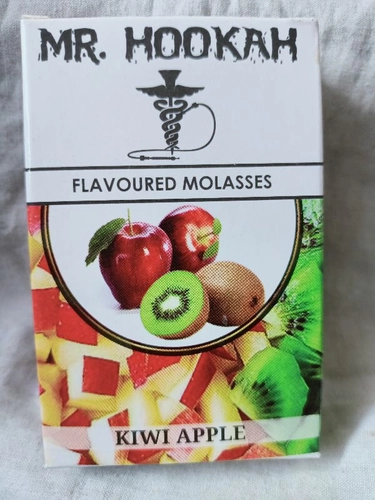 MR. HOOKAH
FLAVOURED MOLASSES
KIWI APPLE